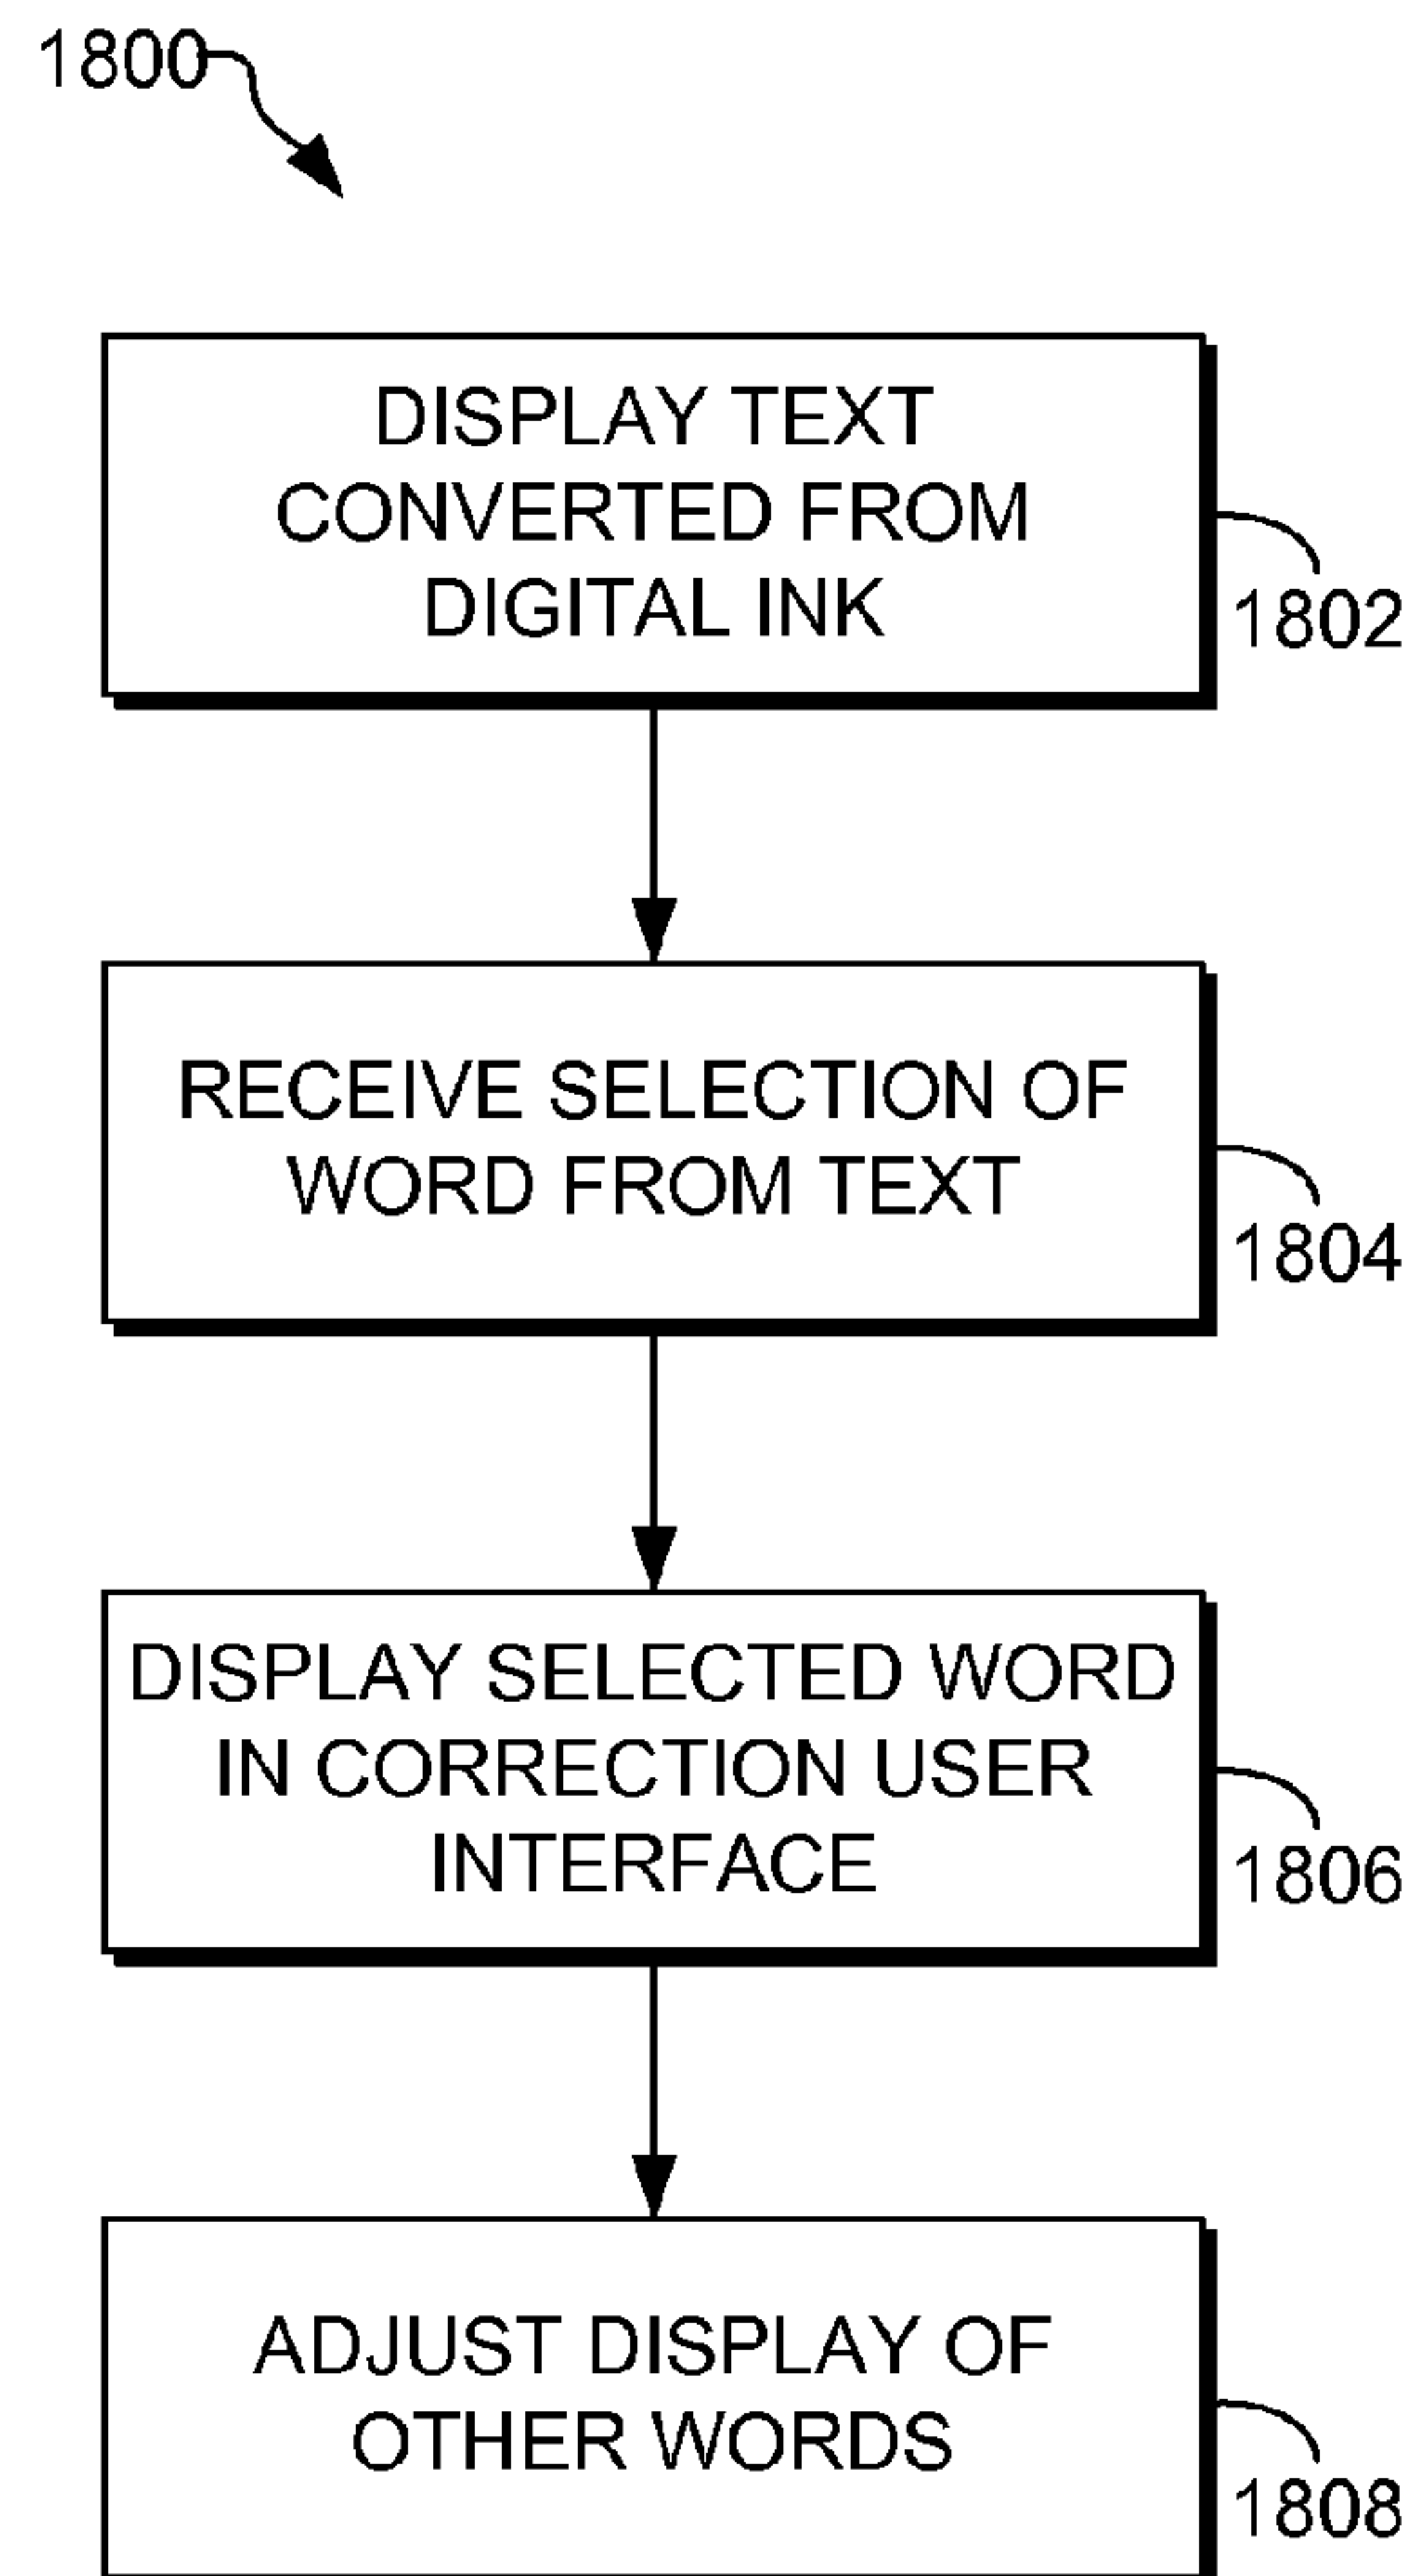 1800
DISPLAY TEXT
CONVERTED FROM
DIGITAL INK
1802
RECEIVE SELECTION OF
WORD FROM TEXT
1804
DISPLAY SELECTED WORD
IN CORRECTION USER
INTERFACE
1806
ADJUST DISPLAY OF
OTHER WORDS
1808